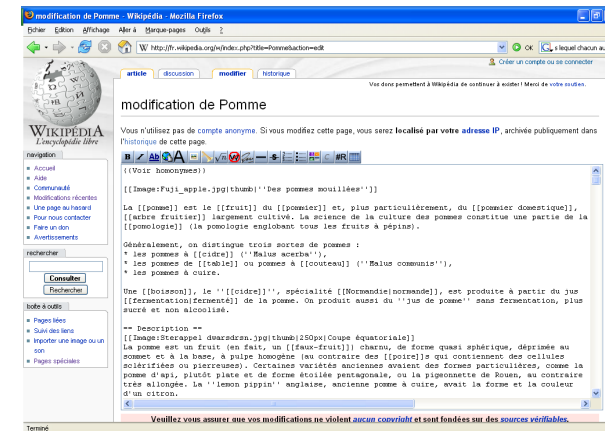 modification de Pomme - Wikipédia - Mozilla Firefox
Fichier Edition Affichage Aller à Marque-pages Outils ?
http://fr.wikipedia.org/w/index.php?title=Pomme&action=edit OK G, s lequel chacun au
Créer un compte ou se connecter
article discussion modifier historique
Vos dons permettent à Wikipédia de continuer à exister ! Merci de votre soutien.
modification de Pomme
WIKIPÉDIA
L'encyclopédie libre
Vous n'utilisez pas de compte anonyme. Si vous modifiez cette page, vous serez localisé par votre adresse IP, archivée publiquement dans
l'historique de cette page.
navigation
Accueil
Aide
Communauté
Modifications récentes
Une page au hasard
Pour nous contacter
Faire un don
Avertissements
rechercher
Consulter
Rechercher
boîte à outils
Pages liées
Suivi des liens
Importer une image ou un
son
Pages spéciales
B I Ab A √n W C #R
{{Voir homonymes}}
[[Image:Fuji_apple.jpg|thumb|''Des pommes mouillées'']]
La [[pomme]] est le [[fruit]] du [[pommier]] et, plus particulièrement, du [[pommier domestique]],
[[arbre fruitier]] largement cultivé. La science de la culture des pommes constitue une partie de la
[[pomologie]] (la pomologie englobant tous les fruits à pépins).
Généralement, on distingue trois sortes de pommes :
* les pommes à [[cidre]] (''Malus acerba''),
* les pommes de [[table]] ou pommes à [[couteau]] (''Malus communis''),
* les pommes à cuire.
Une [[boisson]], le ''[[cidre]]'', spécialité [[Normandie|normande]], est produite à partir du jus
[[fermentation|fermenté]] de la pomme. On produit aussi du ''jus de pomme'' sans fermentation, plus
sucré et non alcoolisé.
== Description ==
[[Image:Sterappel dwarsdrsn.jpg|thumb|250px|Coupe équatoriale]]
La pomme est un fruit (en fait, un [[faux-fruit]]) charnu, de forme quasi sphérique, déprimée au
sommet et à la base, à pulpe homogène (au contraire des [[poire]]s qui contiennent des cellules
sclérifiées ou pierreuses). Certaines variétés anciennes avaient des formes particulières, comme la
pomme d'api, plutôt plate et de forme étoilée pentagonale, ou la pigeonnette de Rouen, au contraire
très allongée. La ''lemon pippin'' anglaise, ancienne pomme à cuire, avait la forme et la couleur
d'un citron.
Veuillez vous assurer que vos modifications ne violent aucun copyright et sont fondées sur des sources vérifiables.
Terminé